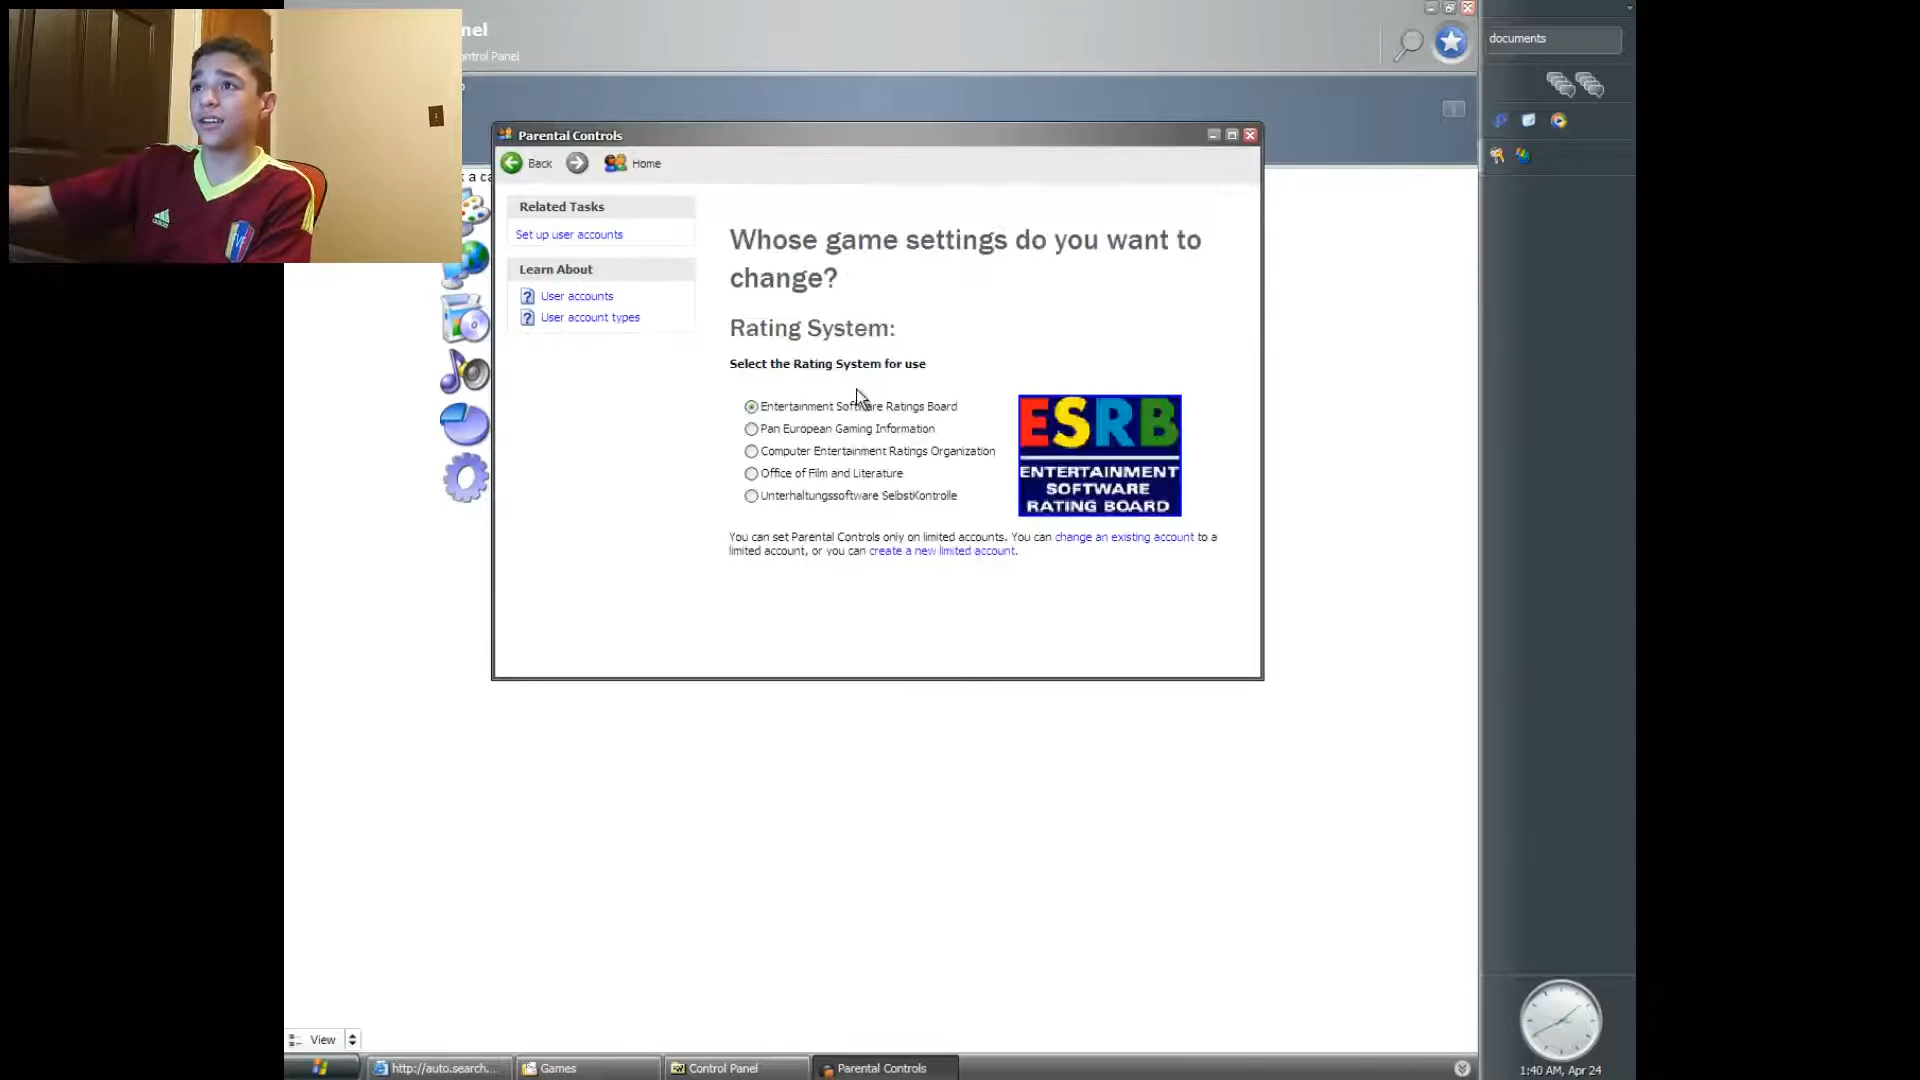 nel
ontrol Panel
documents
k a ca
Parental Controls
Back
Home
Related Tasks
Set up user accounts
Learn About
User accounts
User account types
Whose game settings do you want to
change?
Rating System:
Select the Rating System for use
Entertainment Software Ratings Board
Pan European Gaming Information
Computer Entertainment Ratings Organization
Office of Film and Literature
Unterhaltungssoftware SelbstKontrolle
ESRB
ENTERTAINMENT
SOFTWARE
RATING BOARD
You can set Parental Controls only on limited accounts. You can change an existing account to a
limited account, or you can create a new limited account.
View
http://auto.search....
Games
Control Panel
Parental Controls
1:40 AM, Apr 24